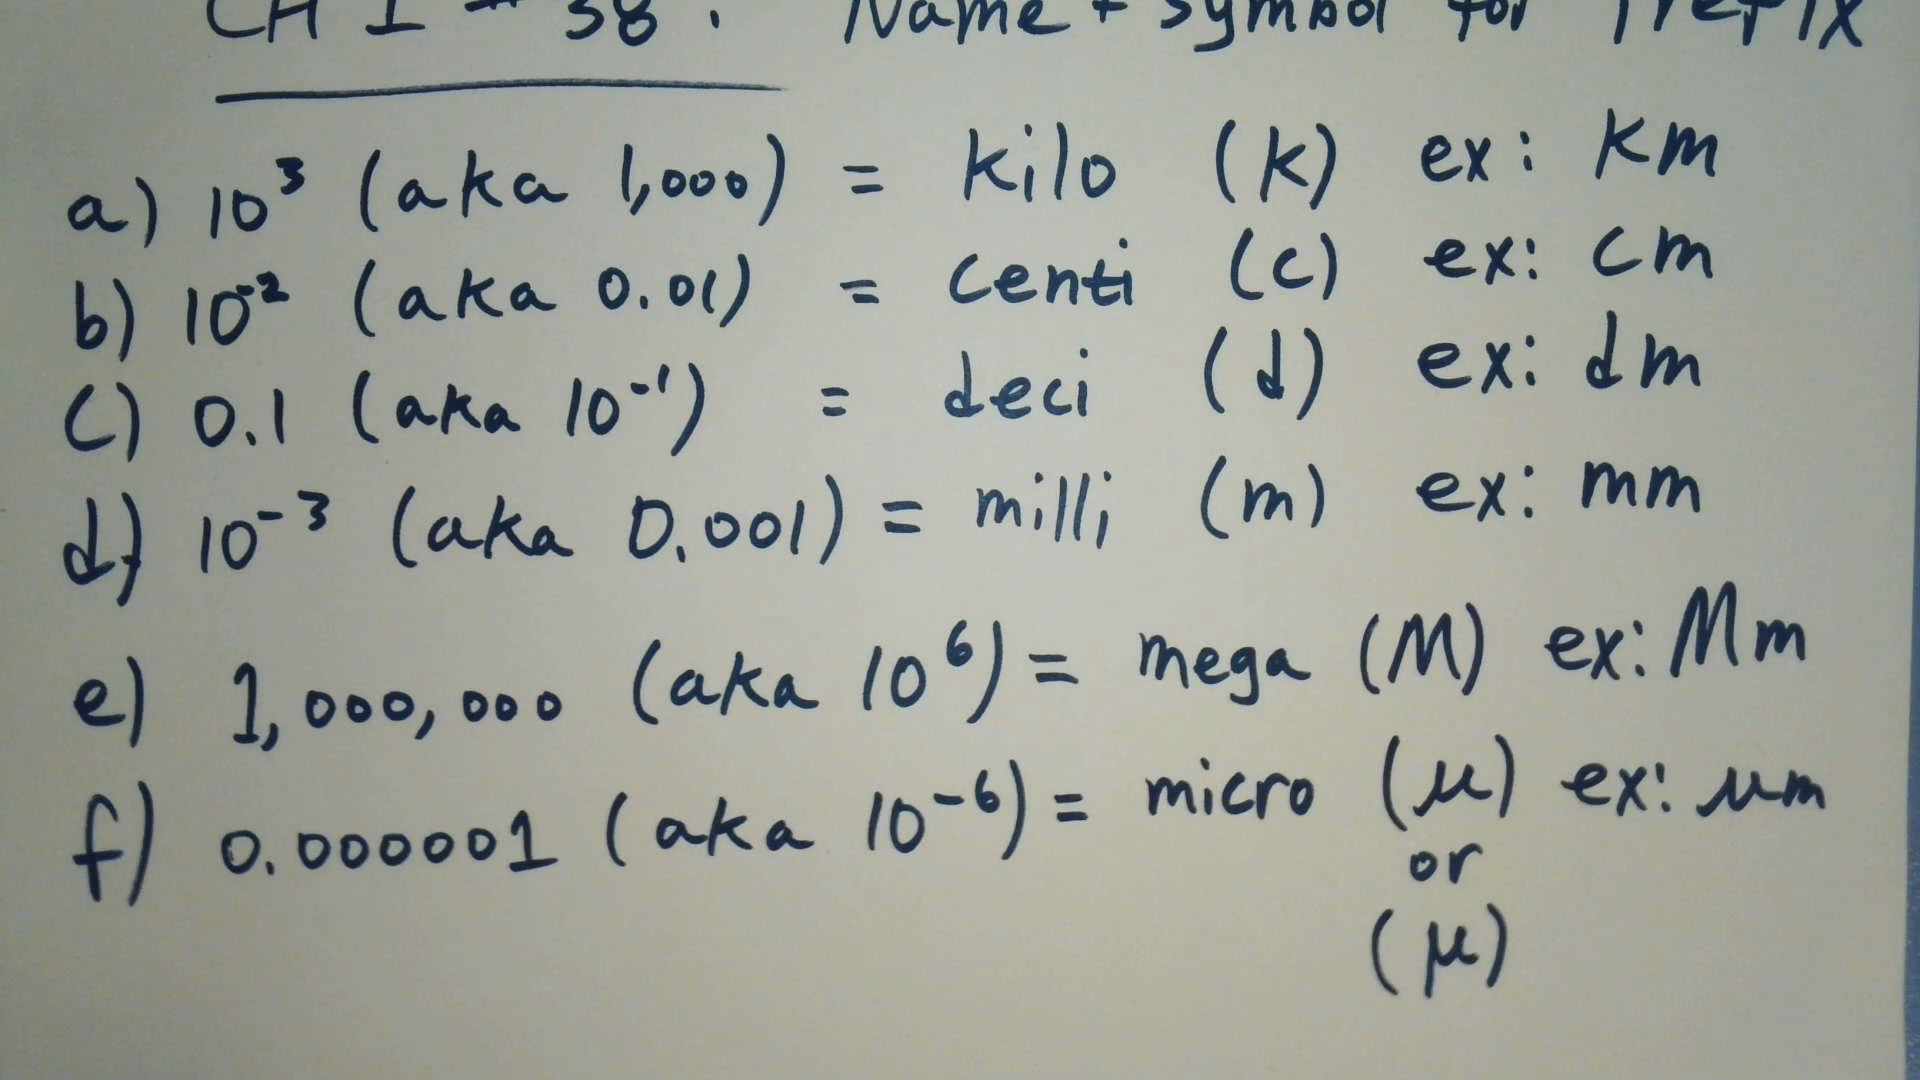 CH 1 # 38. Name + symbol for Prefix
a) 10³ (aka 1,000) = kilo (k) ex: km
b) 10⁻² (aka 0.01) = centi (c) ex: cm
c) 0.1 (aka 10⁻¹) = deci (d) ex: dm
d) 10⁻³ (aka 0.001) = milli (m) ex: mm
e) 1,000,000 (aka 10⁶) = mega (M) ex: Mm
f) 0.000001 (aka 10⁻⁶) = micro (μ) ex: μm
or
(μ)